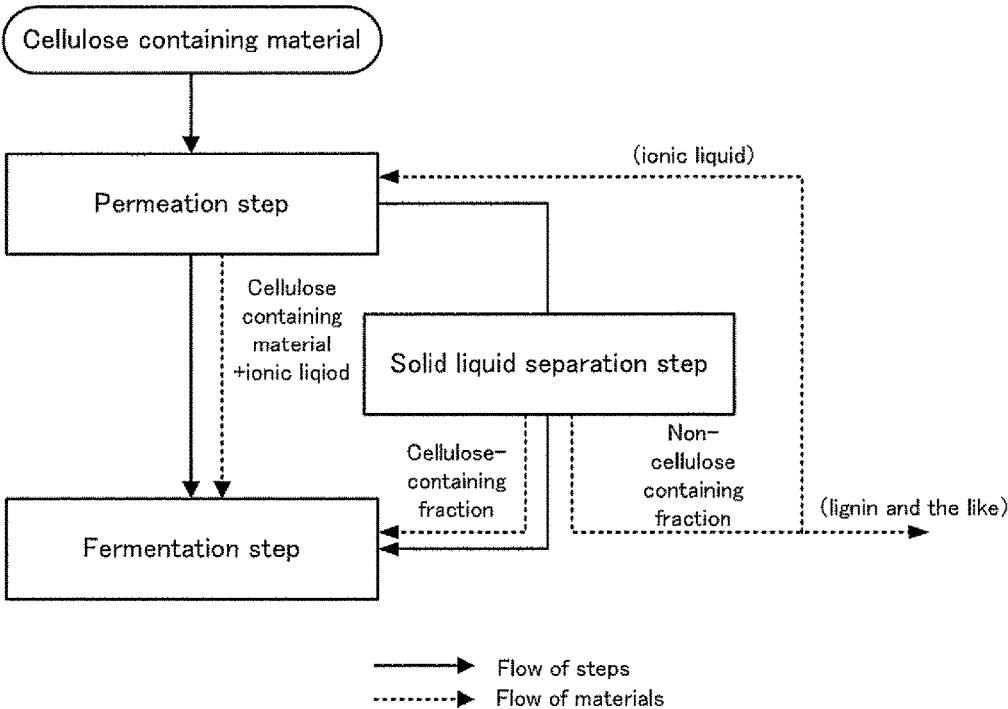 Cellulose containing material
(ionic liquid)
Permeation step
Cellulose
containing
material
+ionic liqiod
Solid liquid separation step
Cellulose-
containing
fraction
Non-
cellulose
containing
fraction
(lignin and the like)
Fermentation step
Flow of steps
Flow of materials